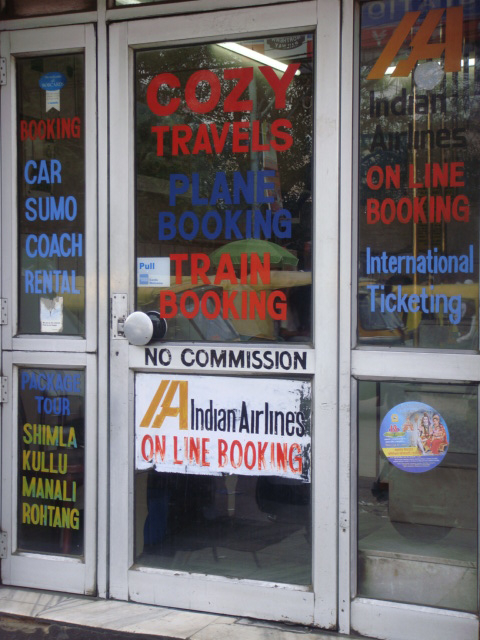 BOOKING
CAR
SUMO
COACH
RENTAL
PACKAGE
TOUR
SHIMLA
KULLU
MANALI
ROHTANG
COZY
TRAVELS
PLANE
BOOKING
Pull
TRAIN
BOOKING
NO COMMISSION
IA Indian Airlines
ON LINE BOOKING
IA
Indian
Airlines
ON LINE
BOOKING
International
Ticketing